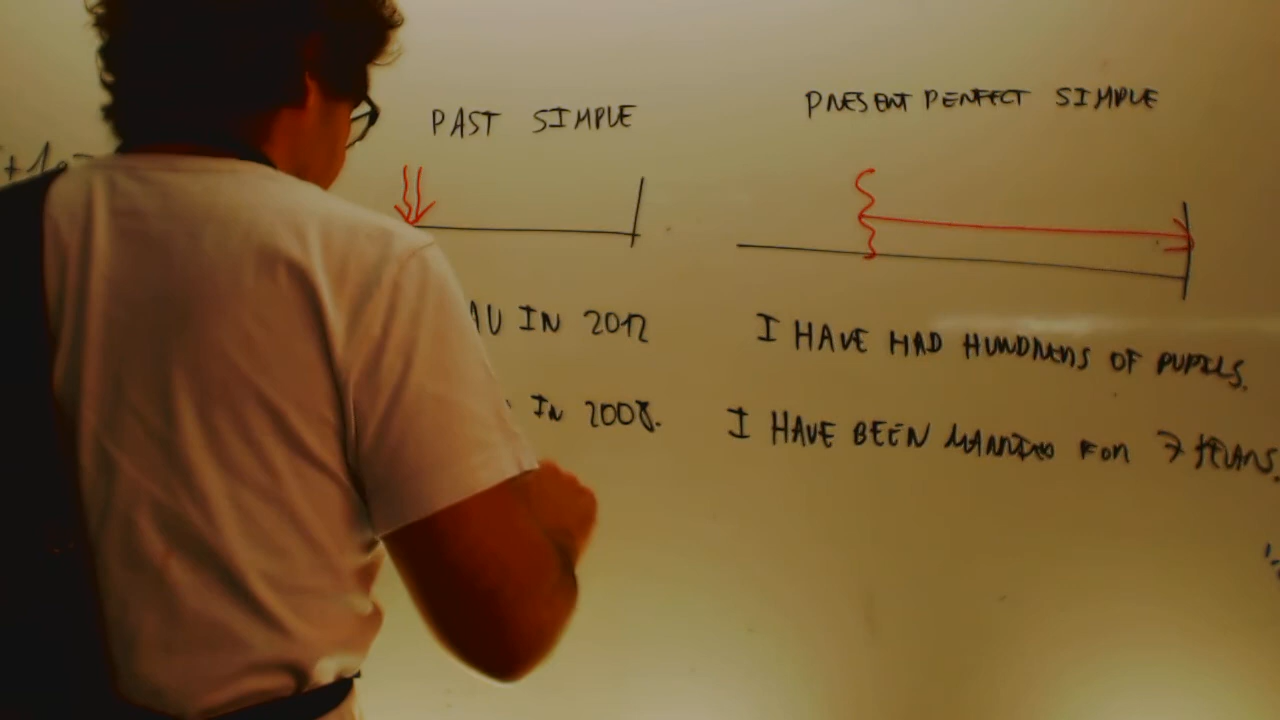 PAST SIMPLE
PRESENT PERFECT SIMPLE
IN 2012
I HAVE HAD HUNDREDS OF PUPILS.
IN 2008.
I HAVE BEEN MARRIED FOR 7 YEARS.